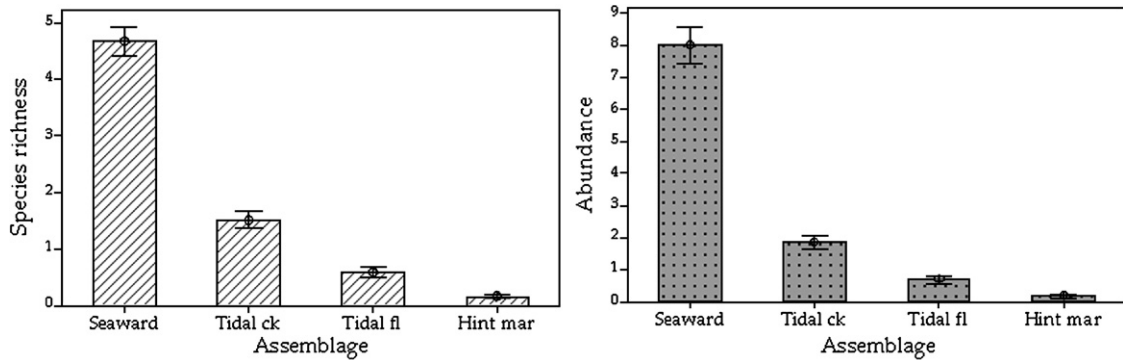 Species richness
5
4
3
2
1
0
Seaward Tidal ck Tidal fl Hint mar
Assemblage
Abundance
9
8
7
6
5
4
3
2
1
0
Seaward Tidal ck Tidal fl Hint mar
Assemblage